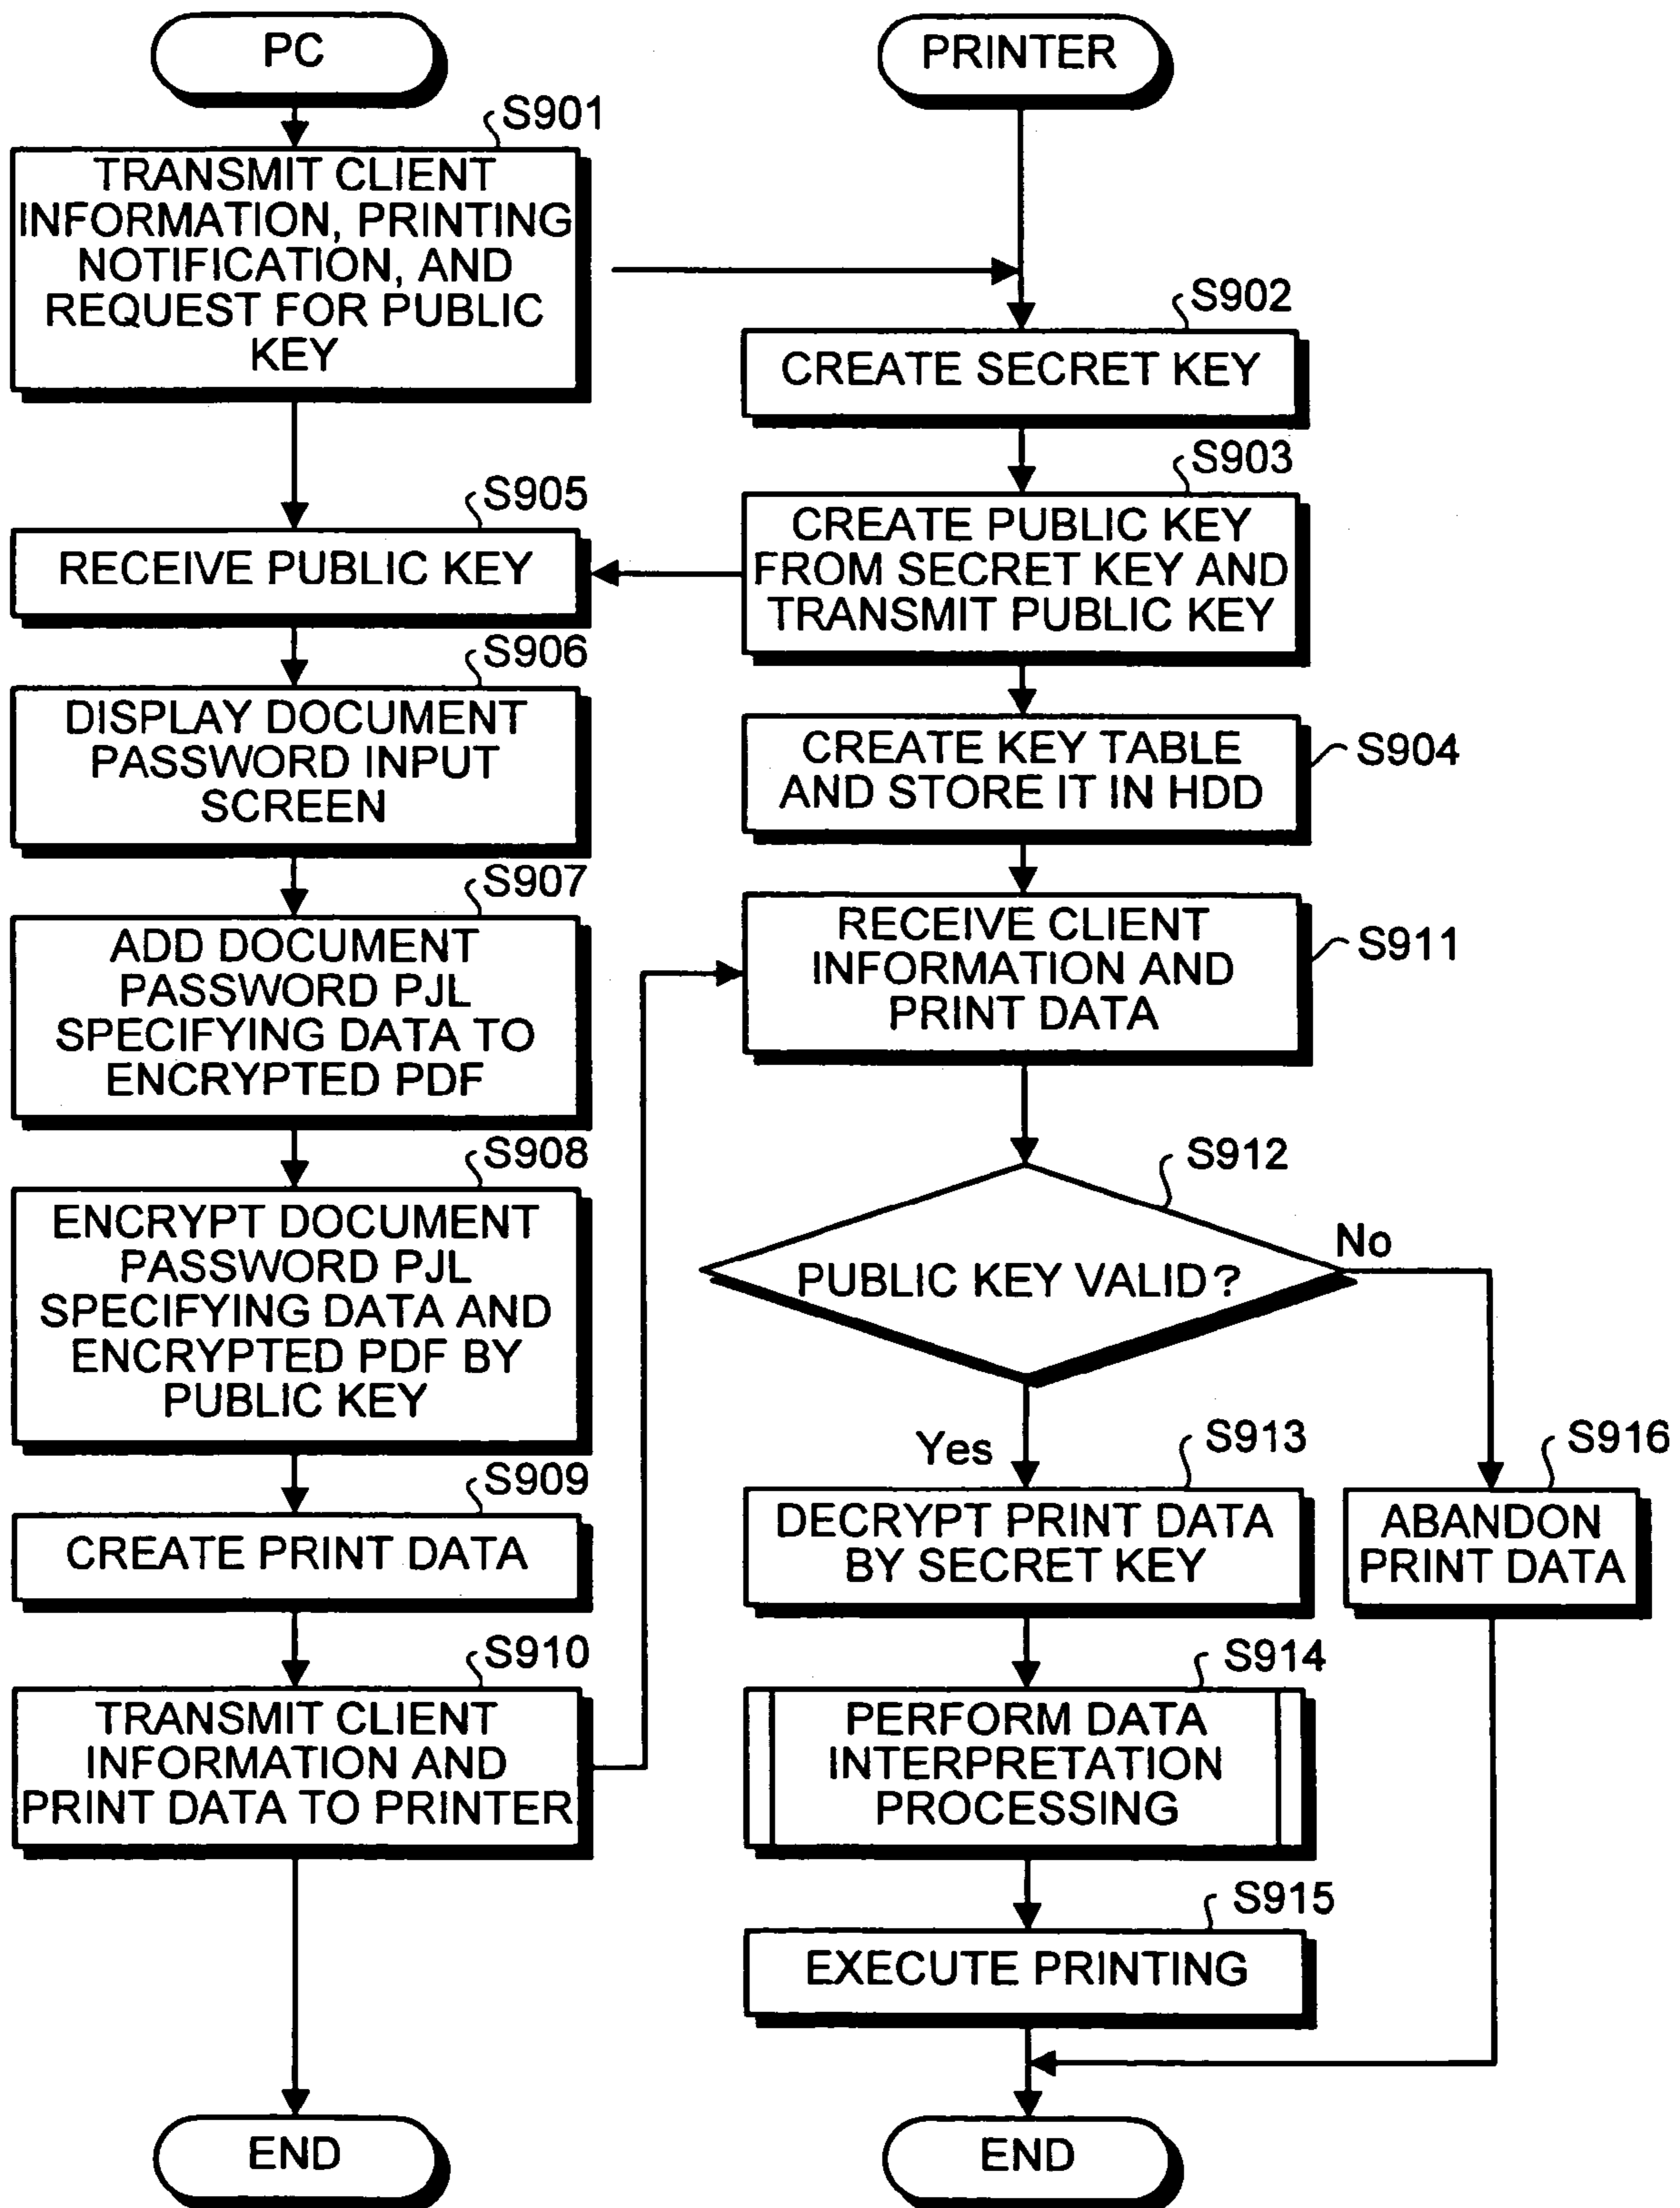 PC
S901
TRANSMIT CLIENT
INFORMATION, PRINTING
NOTIFICATION, AND
REQUEST FOR PUBLIC
KEY
S905
RECEIVE PUBLIC KEY
S906
DISPLAY DOCUMENT
PASSWORD INPUT
SCREEN
S907
ADD DOCUMENT
PASSWORD PJL
SPECIFYING DATA TO
ENCRYPTED PDF
S908
ENCRYPT DOCUMENT
PASSWORD PJL
SPECIFYING DATA AND
ENCRYPTED PDF BY
PUBLIC KEY
S909
CREATE PRINT DATA
S910
TRANSMIT CLIENT
INFORMATION AND
PRINT DATA TO PRINTER
END
PRINTER
S902
CREATE SECRET KEY
S903
CREATE PUBLIC KEY
FROM SECRET KEY AND
TRANSMIT PUBLIC KEY
CREATE KEY TABLE
AND STORE IT IN HDD
S904
RECEIVE CLIENT
INFORMATION AND
PRINT DATA
S911
S912
PUBLIC KEY VALID?
No
Yes
S913
DECRYPT PRINT DATA
BY SECRET KEY
S916
ABANDON
PRINT DATA
S914
PERFORM DATA
INTERPRETATION
PROCESSING
S915
EXECUTE PRINTING
END